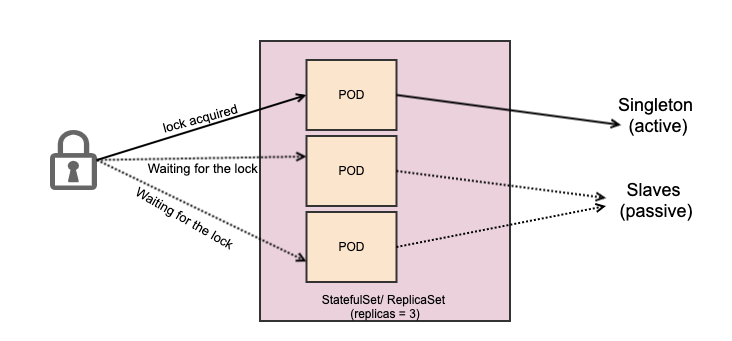 lock acquired
POD
Singleton
(active)
Waiting for the lock
POD
Waiting for the lock
Slaves
(passive)
POD
StatefulSet/ ReplicaSet
(replicas = 3)